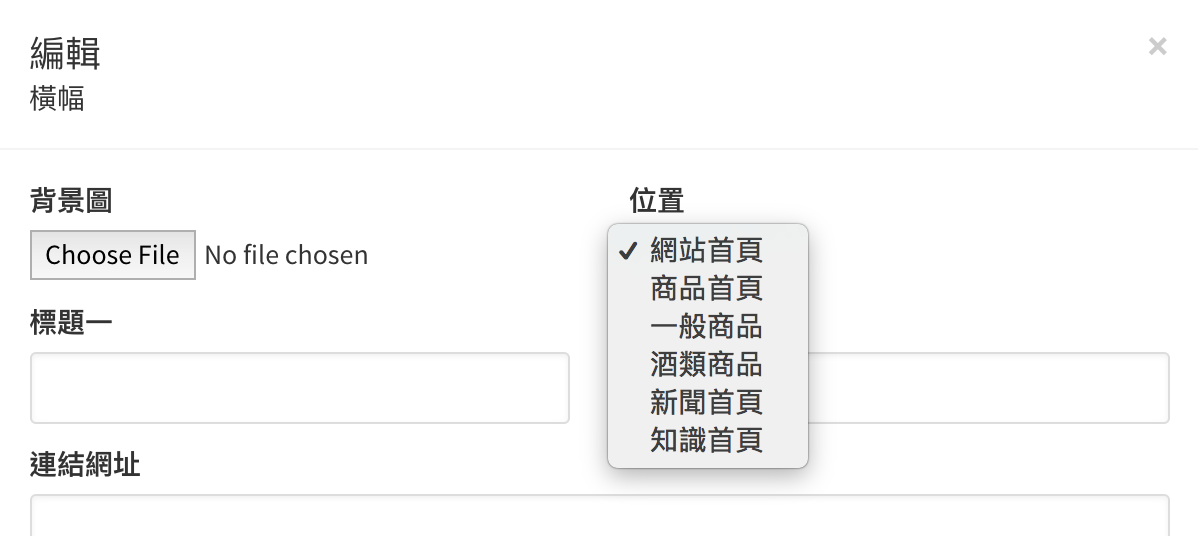 編輯
橫幅
背景圖
Choose File No file chosen
標題一
連結網址
位置
網站首頁
商品首頁
一般商品
酒類商品
新聞首頁
知識首頁